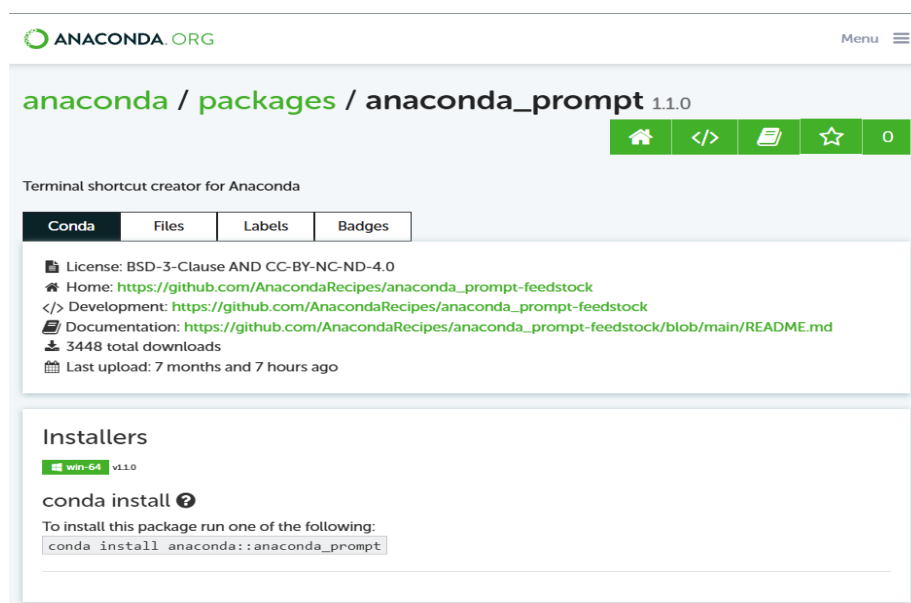 ANACONDA.ORG
Menu
anaconda / packages / anaconda_prompt 1.1.0
</> 0
Terminal shortcut creator for Anaconda
Conda Files Labels Badges
License: BSD-3-Clause AND CC-BY-NC-ND-4.0
Home: https://github.com/AnacondaRecipes/anaconda_prompt-feedstock
</> Development: https://github.com/AnacondaRecipes/anaconda_prompt-feedstock
Documentation: https://github.com/AnacondaRecipes/anaconda_prompt-feedstock/blob/main/README.md
3448 total downloads
Last upload: 7 months and 7 hours ago
Installers
win-64 v1.1.0
conda install ?
To install this package run one of the following:
conda install anaconda::anaconda_prompt